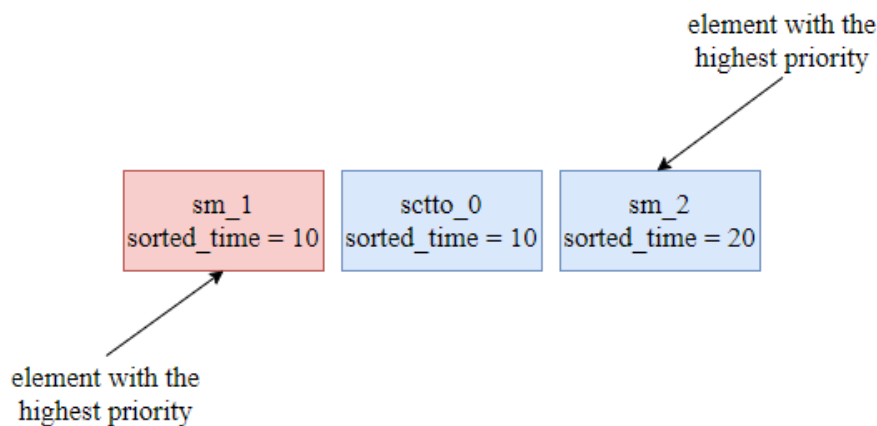 element with the
highest priority
sm_1
sorted_time = 10
sctto_0
sorted_time = 10
sm_2
sorted_time = 20
element with the
highest priority